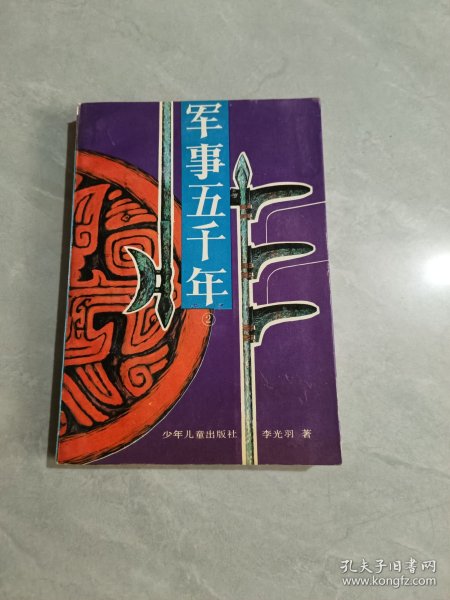 军事五千年
②
少年儿童出版社 李光羽 著
孔夫子旧书网
www.kongfz.com